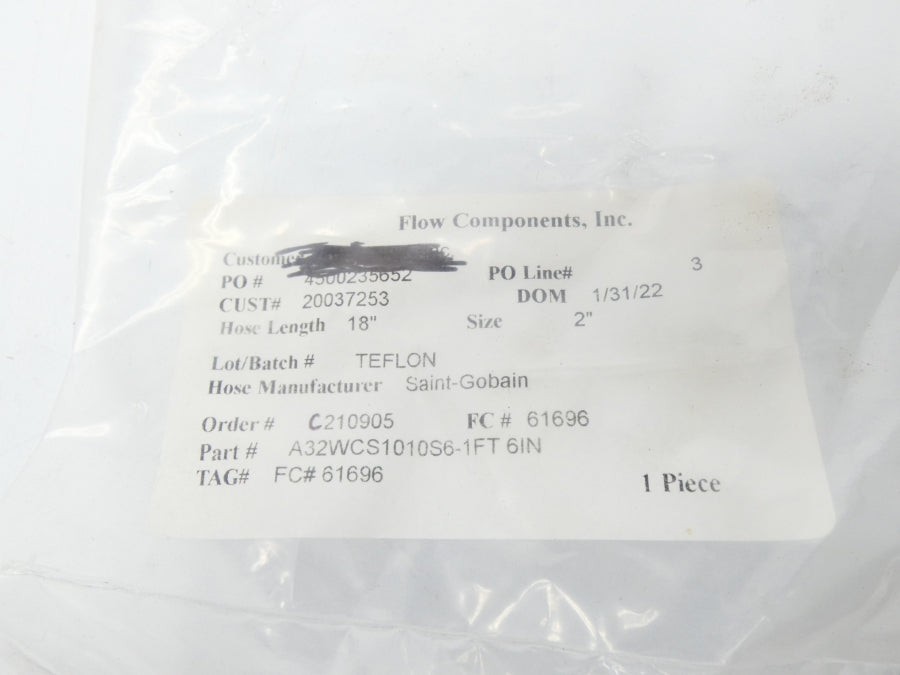 Flow Components, Inc.
Customer
PO # 4500235652 PO Line# 3
CUST# 20037253 DOM 1/31/22
Hose Length 18" Size 2"
Lot/Batch # TEFLON
Hose Manufacturer Saint-Gobain
Order # C210905 FC # 61696
Part # A32WCS1010S6-1FT 6IN
TAG# FC# 61696
1 Piece